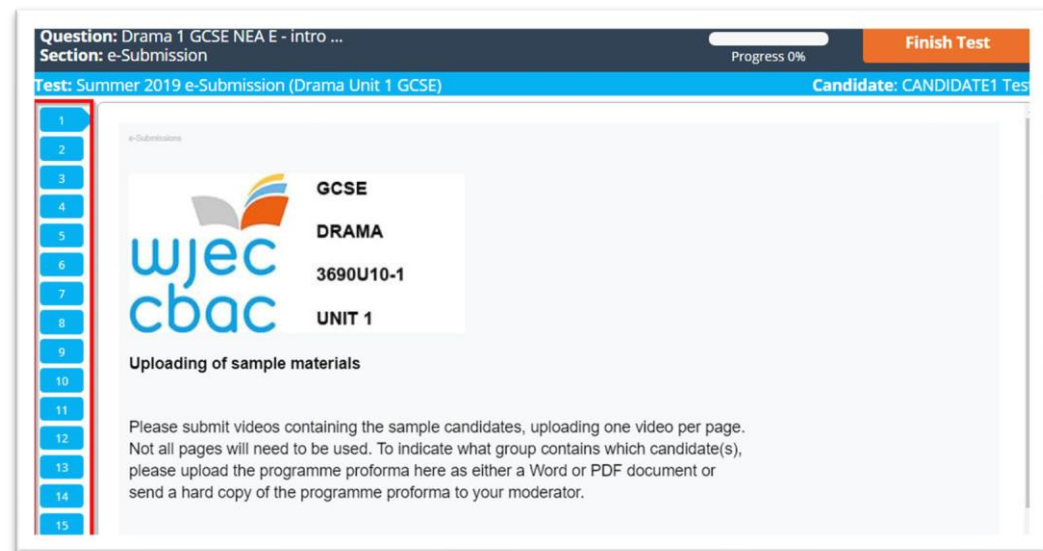 Question: Drama 1 GCSE NEA E - intro ...
Section: e-Submission
Progress 0%
Finish Test
Test: Summer 2019 e-Submission (Drama Unit 1 GCSE)
Candidate: CANDIDATE1 Tes
1
2
3
4
5
6
7
8
9
10
11
12
13
14
15
e-Submissions
wjec
cbac
GCSE
DRAMA
3690U10-1
UNIT 1
Uploading of sample materials
Please submit videos containing the sample candidates, uploading one video per page.
Not all pages will need to be used. To indicate what group contains which candidate(s),
please upload the programme proforma here as either a Word or PDF document or
send a hard copy of the programme proforma to your moderator.